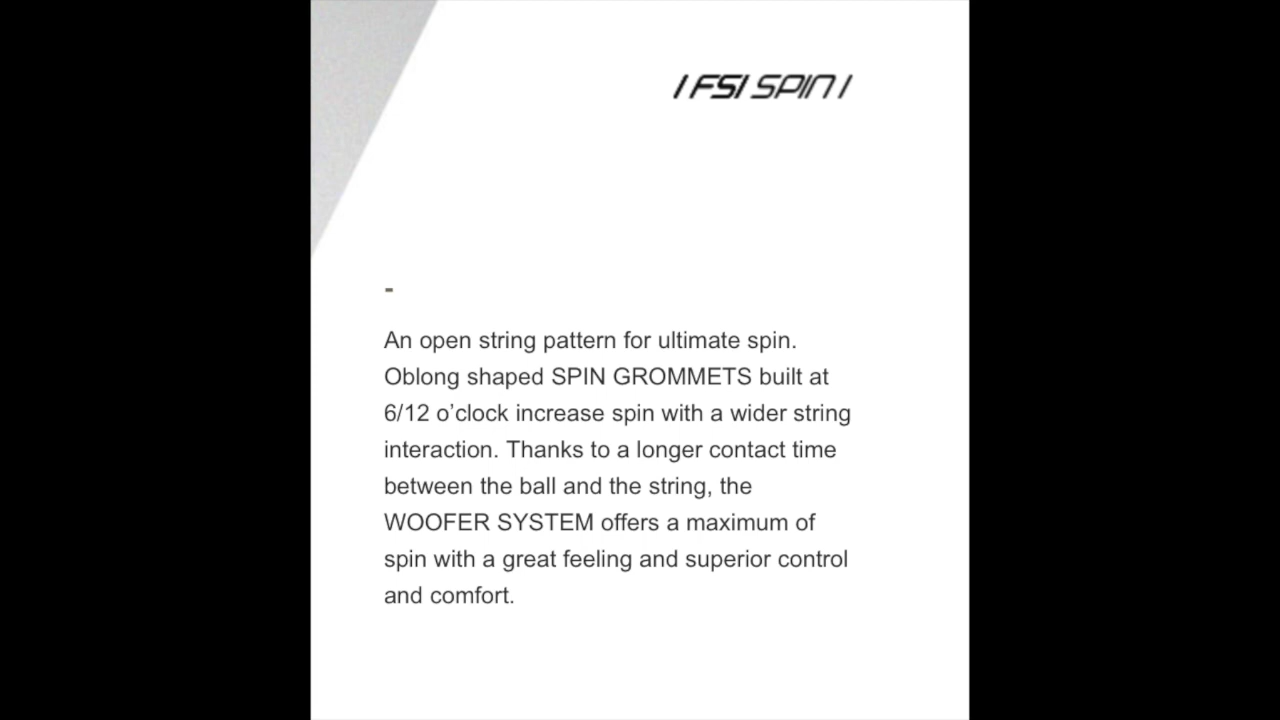 / FSI SPIN /
-
An open string pattern for ultimate spin.
Oblong shaped SPIN GROMMETS built at
6/12 o’clock increase spin with a wider string
interaction. Thanks to a longer contact time
between the ball and the string, the
WOOFER SYSTEM offers a maximum of
spin with a great feeling and superior control
and comfort.